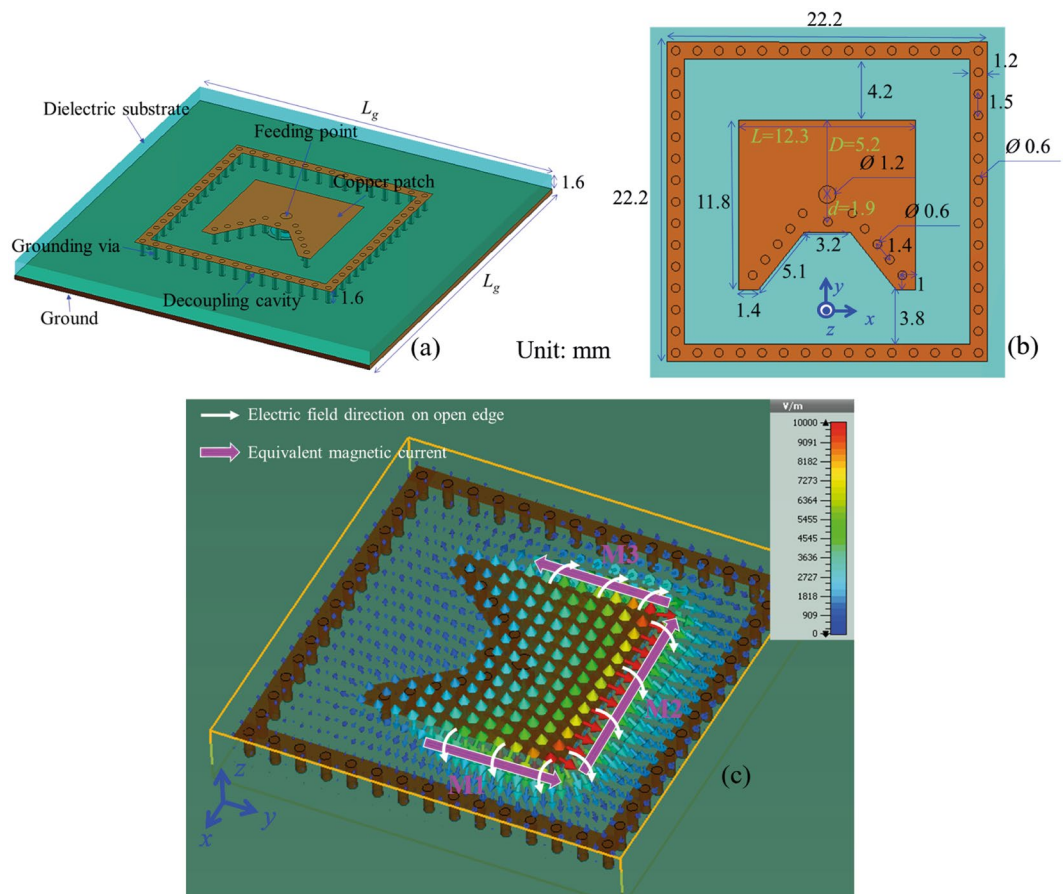 Dielectric substrate
L_g
Feeding point
Copper patch
1.6
Grounding via
Decoupling cavity
1.6
L_g
Ground
(a)
Unit: mm
22.2
1.2
4.2
1.5
L=12.3
D=5.2
Ø 1.2
Ø 0.6
22.2
11.8
d=1.9
Ø 0.6
3.2
1.4
5.1
1
1.4
y
x
z
3.8
(b)
Electric field direction on open edge
Equivalent magnetic current
V/m
10000
9091
8182
7273
6364
5455
4545
3636
2727
1818
909
0
M3
M2
M1
(c)
z
y
x